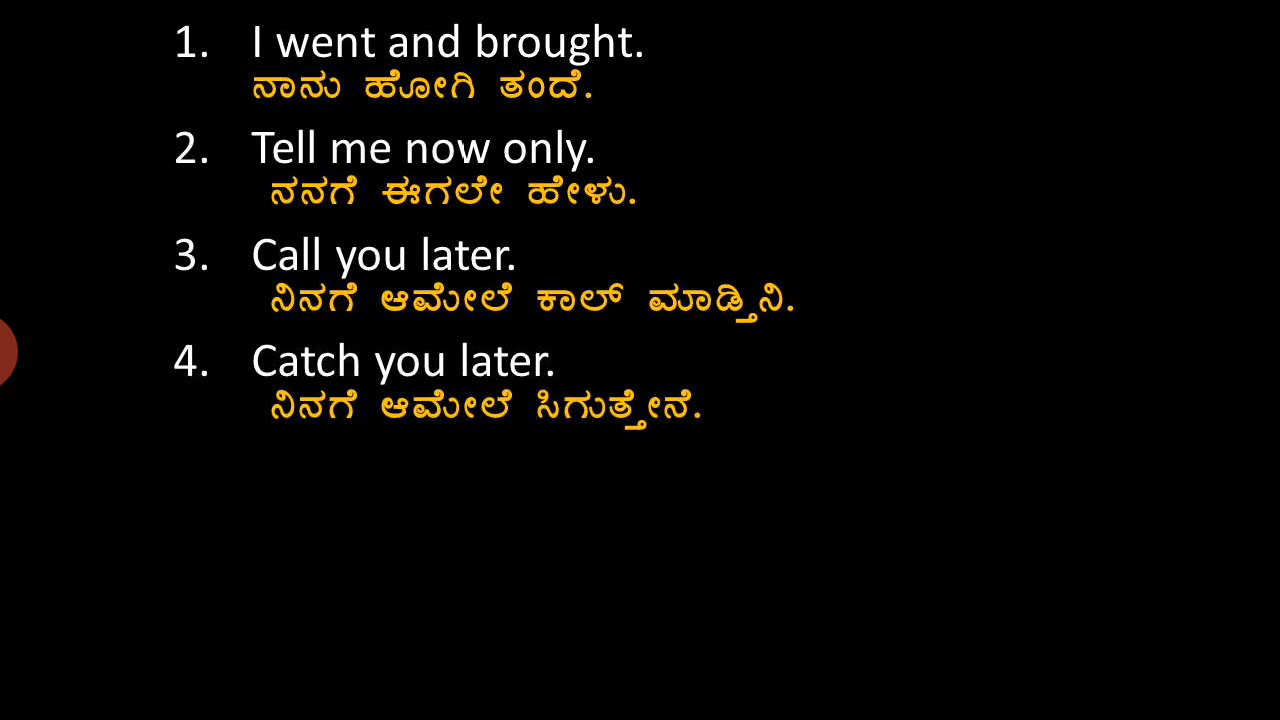 1. I went and brought.
ನಾನು ಹೋಗಿ ತಂದೆ.
2. Tell me now only.
ನನಗೆ ಈಗಲೇ ಹೇಳು.
3. Call you later.
ನಿನಗೆ ಆಮೇಲೆ ಕಾಲ್ ಮಾಡ್ತಿನಿ.
4. Catch you later.
ನಿನಗೆ ಆಮೇಲೆ ಸಿಗುತ್ತೇನೆ.